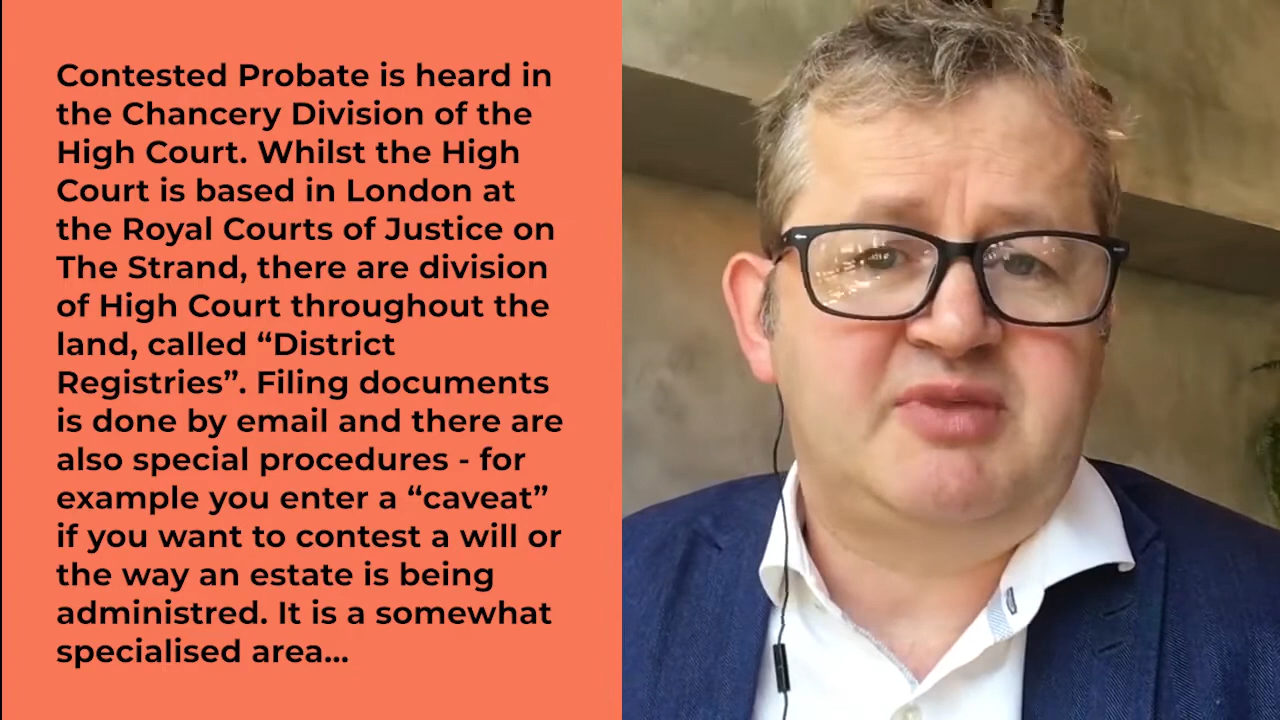 Contested Probate is heard in
the Chancery Division of the
High Court. Whilst the High
Court is based in London at
the Royal Courts of Justice on
The Strand, there are division
of High Court throughout the
land, called “District
Registries”. Filing documents
is done by email and there are
also special procedures - for
example you enter a “caveat”
if you want to contest a will or
the way an estate is being
administred. It is a somewhat
specialised area...